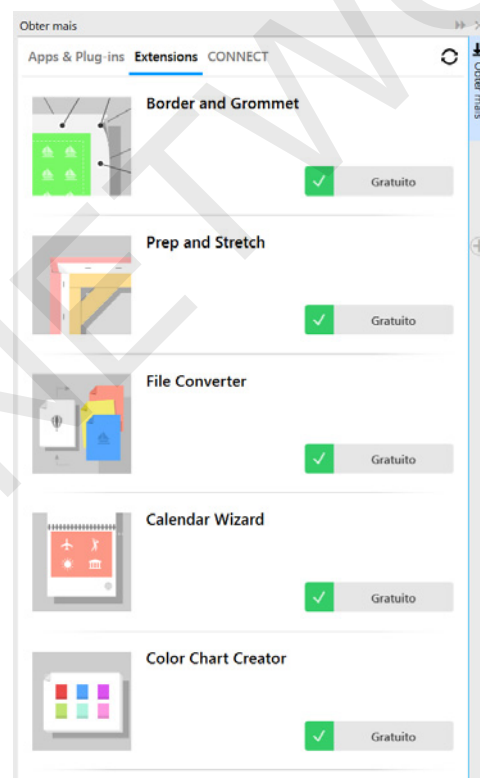 Obter mais
Apps & Plug-ins Extensions CONNECT
Obter mais
Border and Grommet
Gratuito
Prep and Stretch
Gratuito
File Converter
Gratuito
Calendar Wizard
Gratuito
Color Chart Creator
Gratuito
NETW